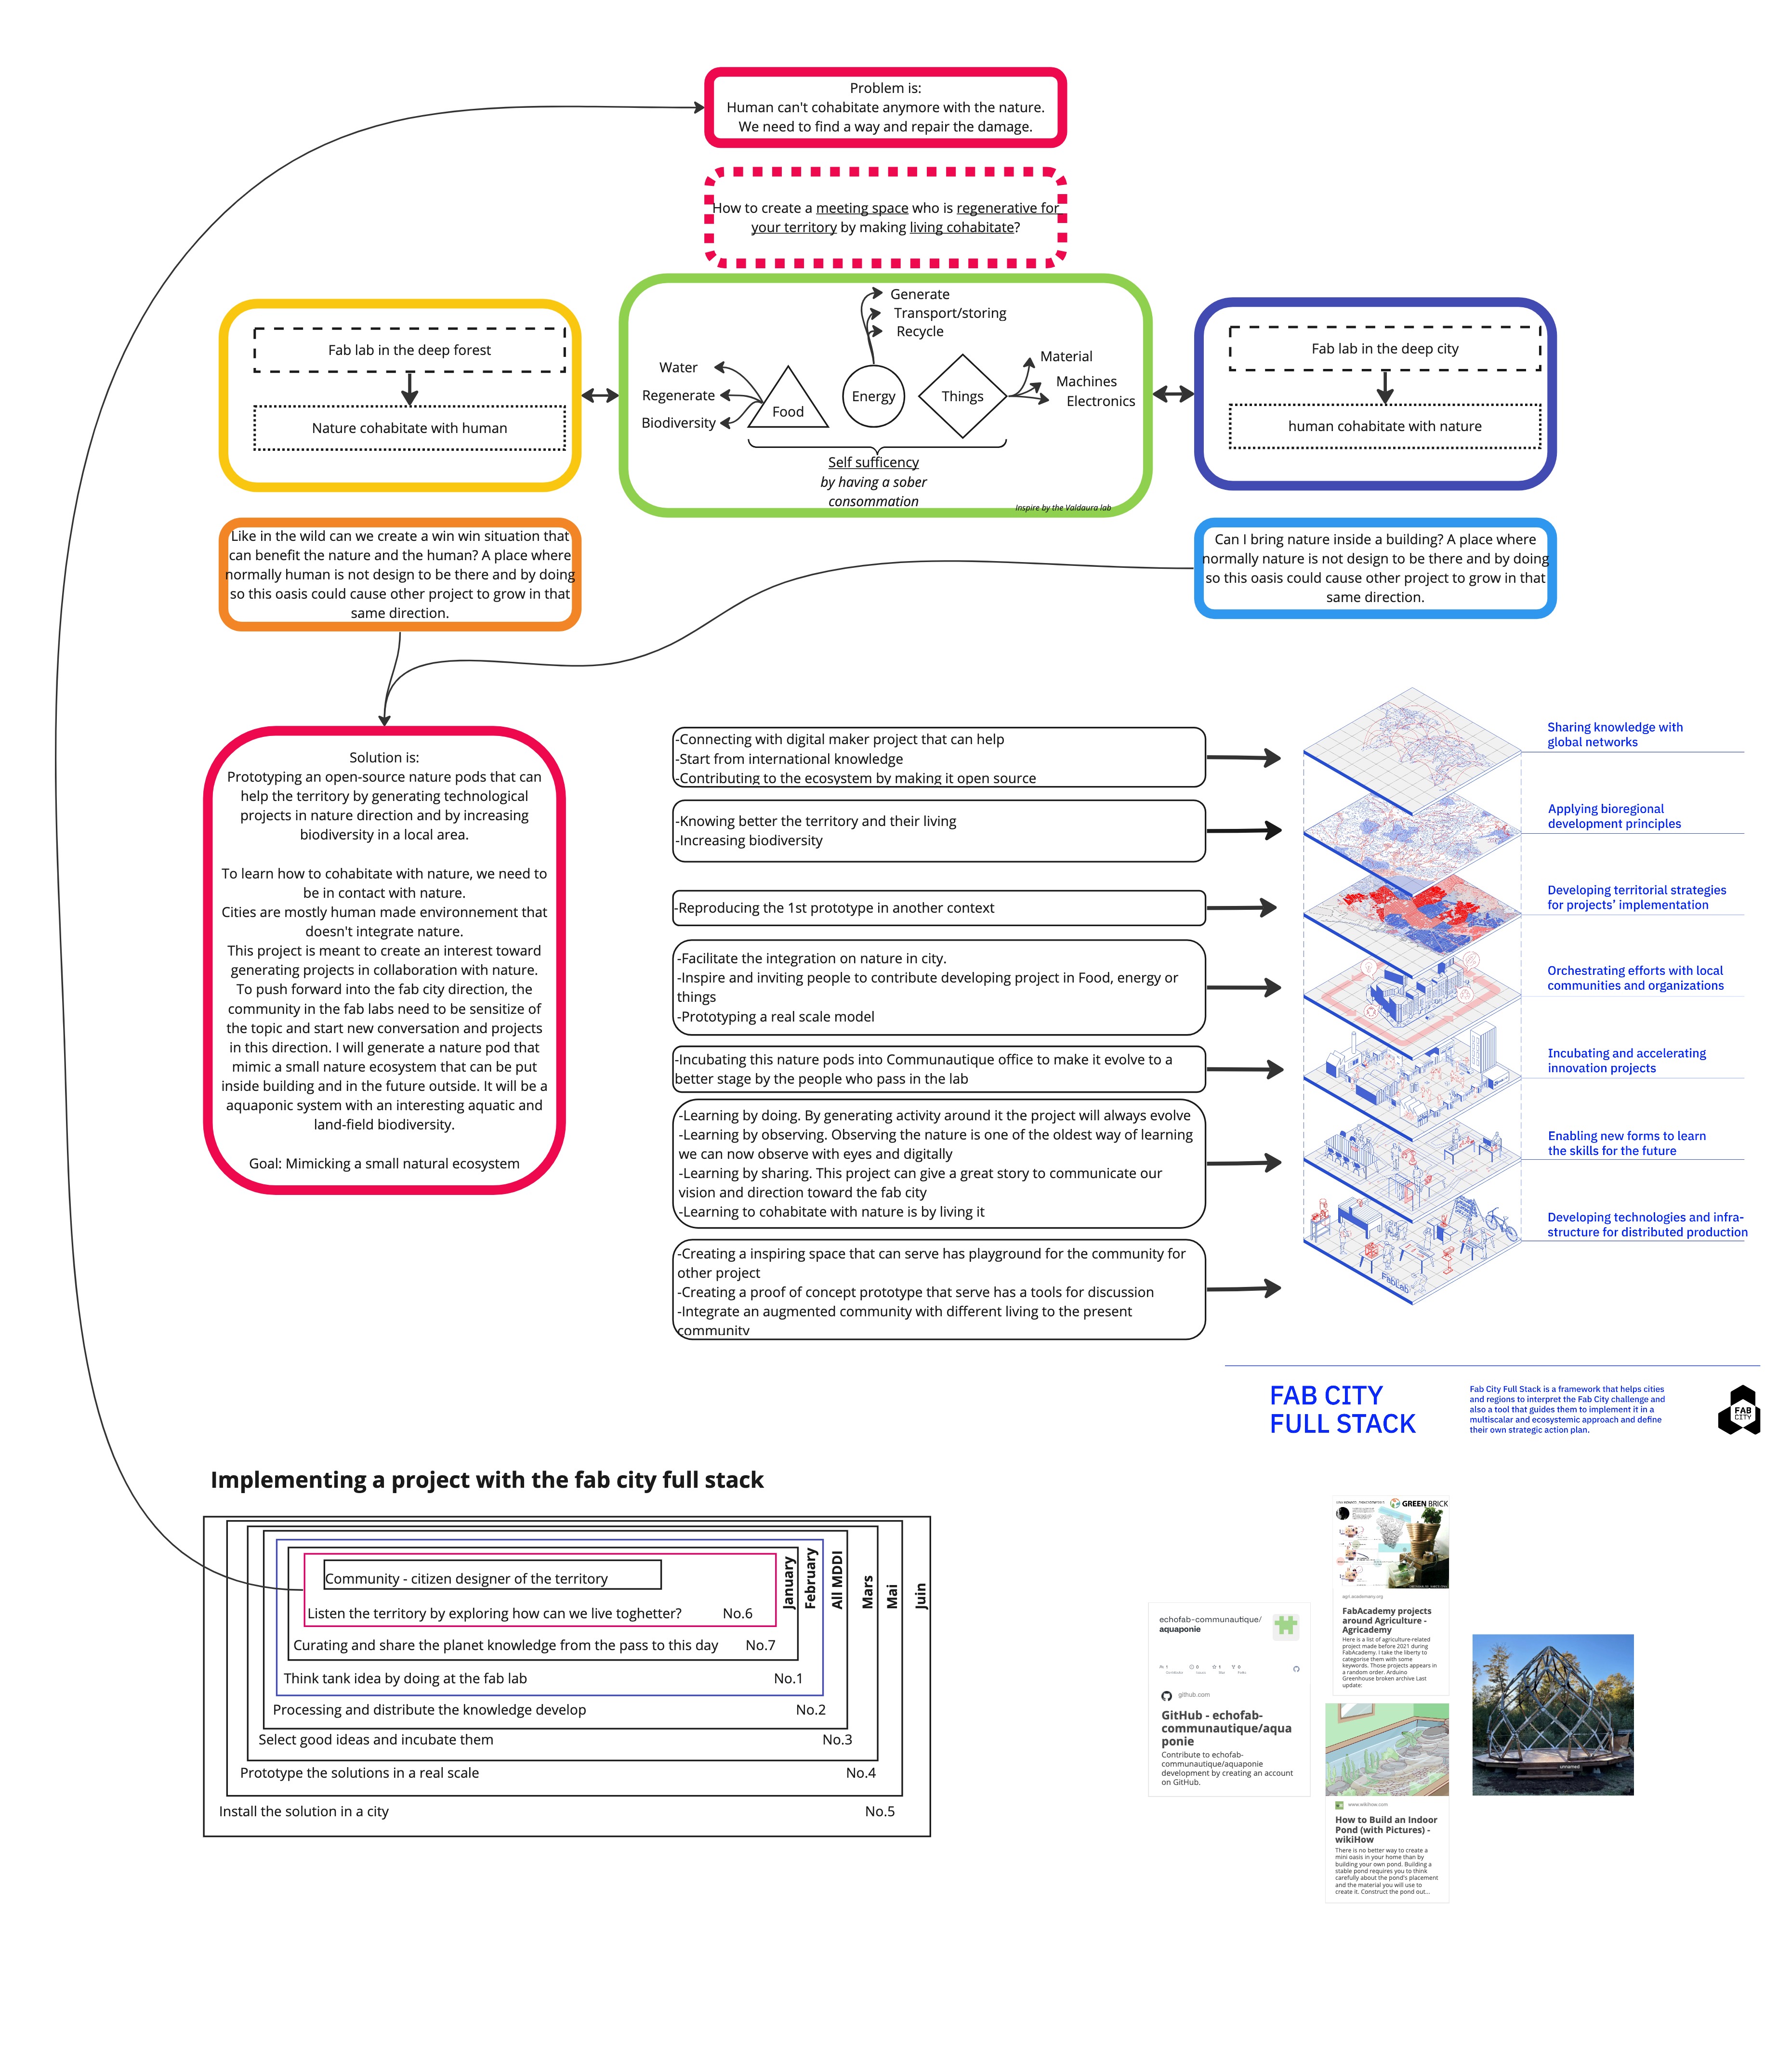 Problem is:
Human can't cohabitate anymore with the nature.
We need to find a way and repair the damage.
How to create a meeting space who is regenerative for
your territory by making living cohabitate?
Fab lab in the deep forest
Nature cohabitate with human
Generate
Transport/storing
Recycle
Water
Regenerate
Biodiversity
Food
Energy
Things
Material
Machines
Electronics
Self sufficency
by having a sober
consommation
Inspire by the Valdaura lab
Fab lab in the deep city
human cohabitate with nature
Like in the wild can we create a win win situation that
can benefit the nature and the human? A place where
normally human is not design to be there and by doing
so this oasis could cause other project to grow in that
same direction.
Can I bring nature inside a building? A place where
normally nature is not design to be there and by doing
so this oasis could cause other project to grow in that
same direction.
Solution is:
Prototyping an open-source nature pods that can
help the territory by generating technological
projects in nature direction and by increasing
biodiversity in a local area.
To learn how to cohabitate with nature, we need to
be in contact with nature.
Cities are mostly human made environnement that
doesn't integrate nature.
This project is meant to create an interest toward
generating projects in collaboration with nature.
To push forward into the fab city direction, the
community in the fab labs need to be sensitize of
the topic and start new conversation and projects
in this direction. I will generate a nature pod that
mimic a small nature ecosystem that can be put
inside building and in the future outside. It will be a
aquaponic system with an interesting aquatic and
land-field biodiversity.
Goal: Mimicking a small natural ecosystem
-Connecting with digital maker project that can help
-Start from international knowledge
-Contributing to the ecosystem by making it open source
-Knowing better the territory and their living
-Increasing biodiversity
-Reproducing the 1st prototype in another context
-Facilitate the integration on nature in city.
-Inspire and inviting people to contribute developing project in Food, energy or
things
-Prototyping a real scale model
-Incubating this nature pods into Communautique office to make it evolve to a
better stage by the people who pass in the lab
-Learning by doing. By generating activity around it the project will always evolve
-Learning by observing. Observing the nature is one of the oldest way of learning
we can now observe with eyes and digitally
-Learning by sharing. This project can give a great story to communicate our
vision and direction toward the fab city
-Learning to cohabitate with nature is by living it
-Creating a inspiring space that can serve has playground for the community for
other project
-Creating a proof of concept prototype that serve has a tools for discussion
-Integrate an augmented community with different living to the present
community
Sharing knowledge with
global networks
Applying bioregional
development principles
Developing territorial strategies
for projects' implementation
Orchestrating efforts with local
communities and organizations
Incubating and accelerating
innovation projects
Enabling new forms to learn
the skills for the future
Developing technologies and infra-
structure for distributed production
FabLab
FAB CITY
FULL STACK
Fab City Full Stack is a framework that helps cities
and regions to interpret the Fab City challenge and
also a tool that guides them to implement it in a
multiscalar and ecosystemic approach and define
their own strategic action plan.
FAB
CITY
Implementing a project with the fab city full stack
Community - citizen designer of the territory
Listen the territory by exploring how can we live toghetter? No.6
Curating and share the planet knowledge from the pass to this day No.7
Think tank idea by doing at the fab lab No.1
Processing and distribute the knowledge develop No.2
Select good ideas and incubate them No.3
Prototype the solutions in a real scale No.4
Install the solution in a city No.5
January
February
All MDDI
Mars
Mai
Juin
echofab-communautique/
aquaponie
github.com
GitHub - echofab-
communautique/aqua
ponie
Contribute to echofab-
communautique/aquaponie
development by creating an account
on GitHub.
GREEN BRICK
agri.academany.org
FabAcademy projects
around Agriculture -
Agricademy
Here is a list of agriculture-related
project made before 2021 during
FabAcademy. I take the liberty to
categorise them with some
keywords. Those projects appears in
a random order. Arduino
Greenhouse broken archive Last
update:
www.wikihow.com
How to Build an Indoor
Pond (with Pictures) -
wikiHow
There is no better way to create a
mini oasis in your home than by
building your own pond. Building a
stable pond requires you to think
carefully about the pond's placement
and the material you will use to
create it. Construct the pond out...
unnamed